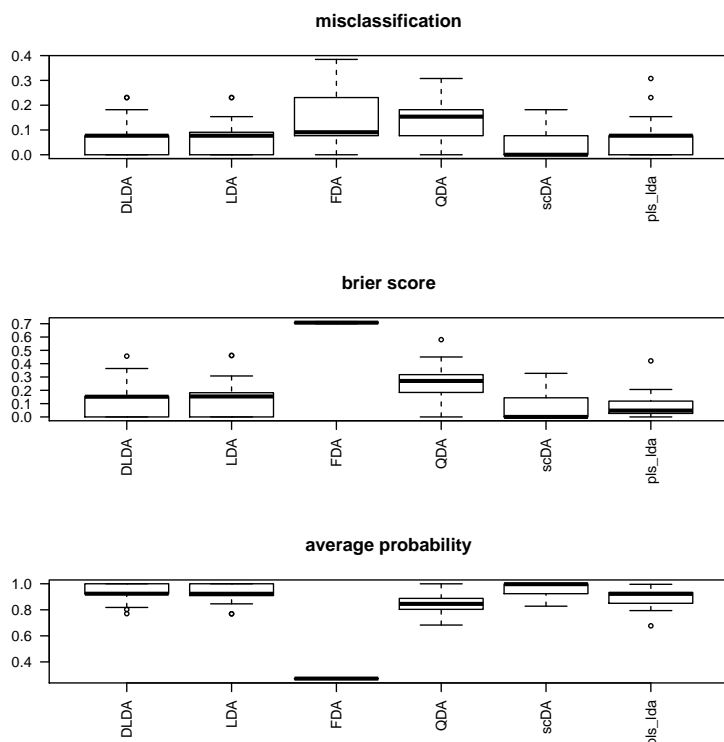 misclassification
0.4
0.3
0.2
0.1
0.0
DLDA
LDA
FDA
QDA
scDA
pls_lda
brier score
0.7
0.6
0.5
0.4
0.3
0.2
0.1
0.0
DLDA
LDA
FDA
QDA
scDA
pls_lda
average probability
1.0
0.8
0.6
0.4
DLDA
LDA
FDA
QDA
scDA
pls_lda